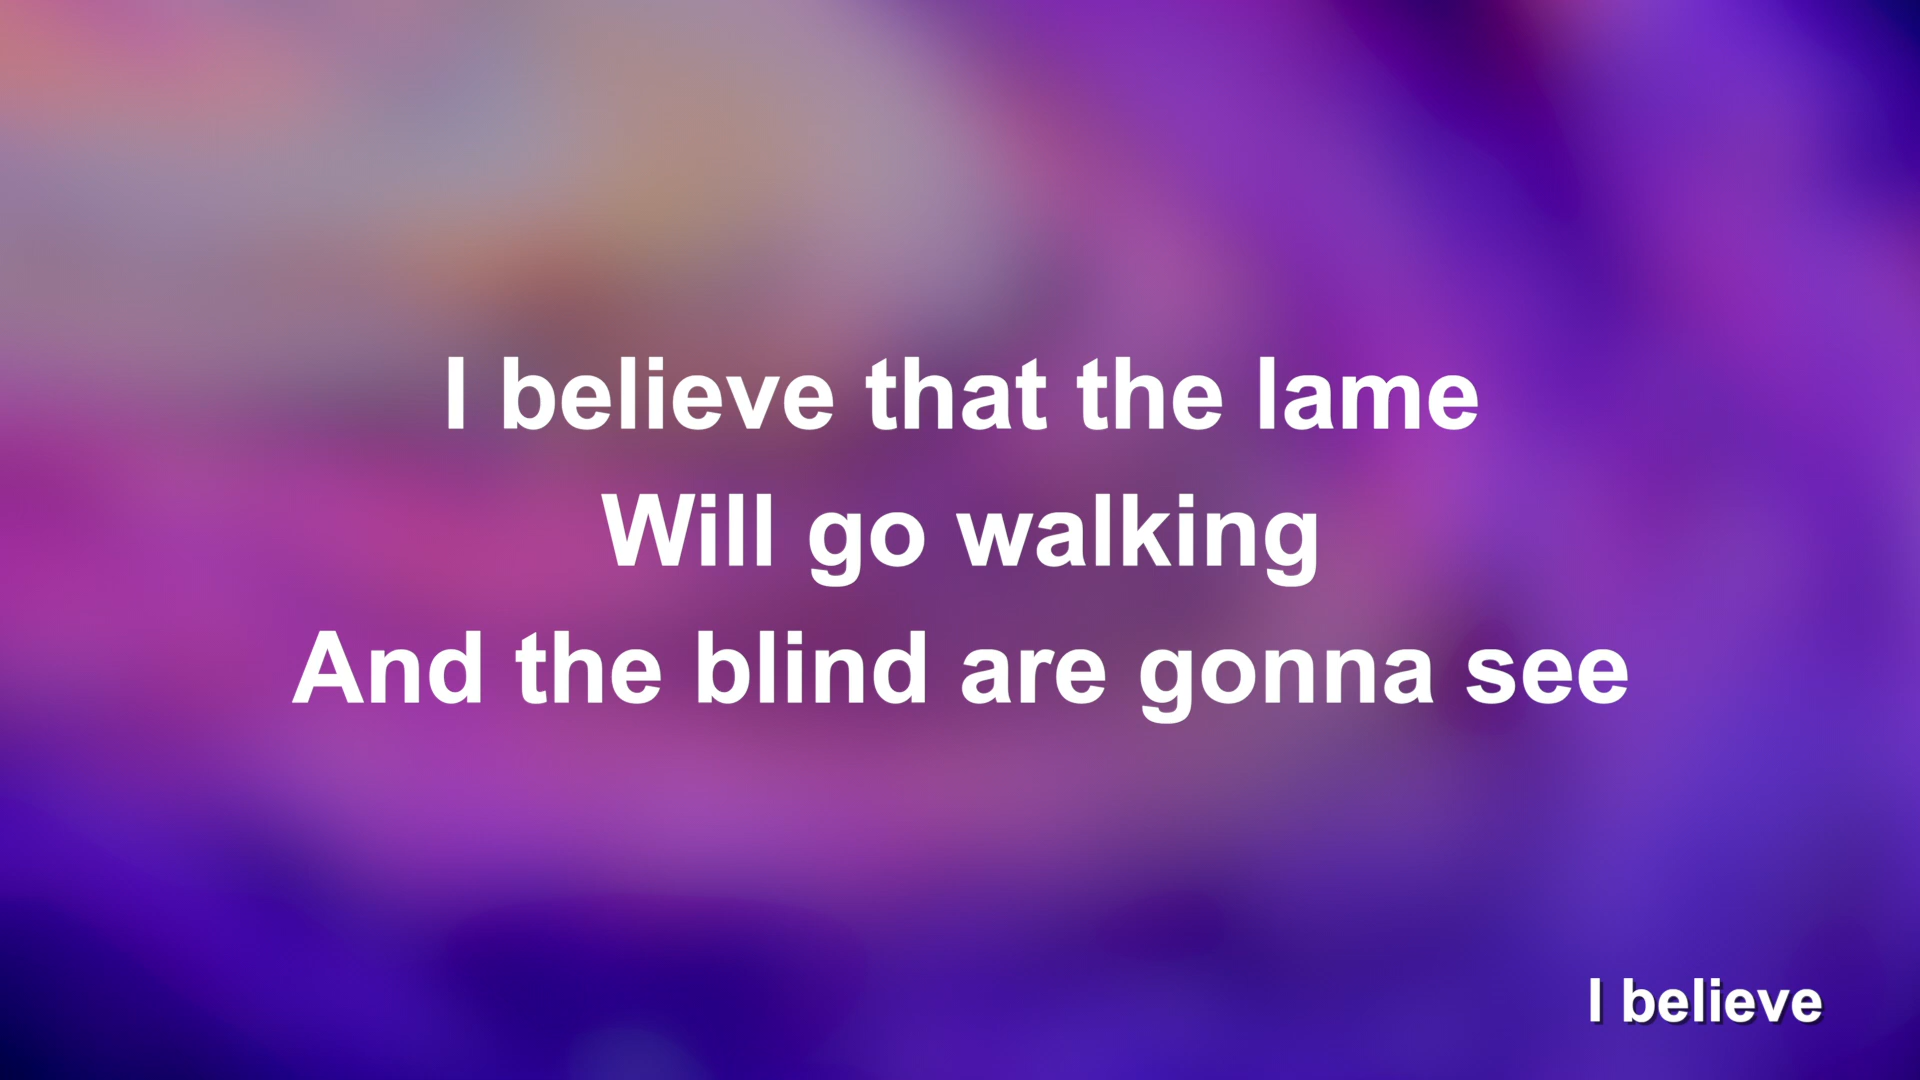 I believe that the lame
Will go walking
And the blind are gonna see
I believe